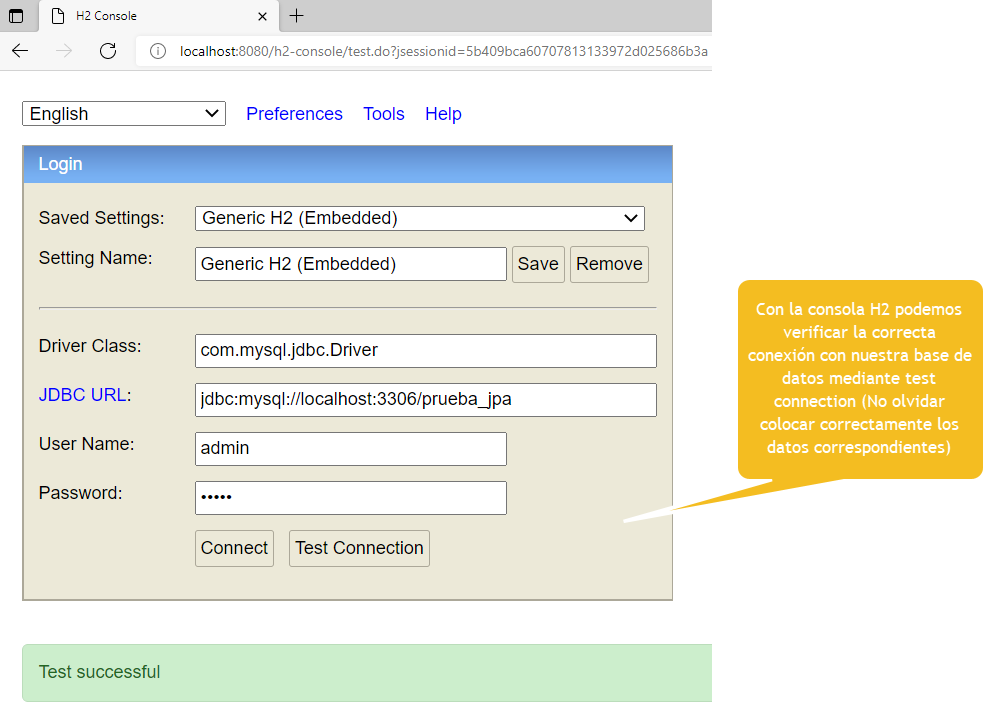 H2 Console
localhost:8080/h2-console/test.do?jsessionid=5b409bca60707813133972d025686b3a
English Preferences Tools Help
Login
Saved Settings: Generic H2 (Embedded)
Setting Name: Generic H2 (Embedded) Save Remove
Driver Class: com.mysql.jdbc.Driver
JDBC URL: jdbc:mysql://localhost:3306/prueba_jpa
User Name: admin
Password: •••••
Connect Test Connection
Test successful
Con la consola H2 podemos
verificar la correcta
conexión con nuestra base de
datos mediante test
connection (No olvidar
colocar correctamente los
datos correspondientes)